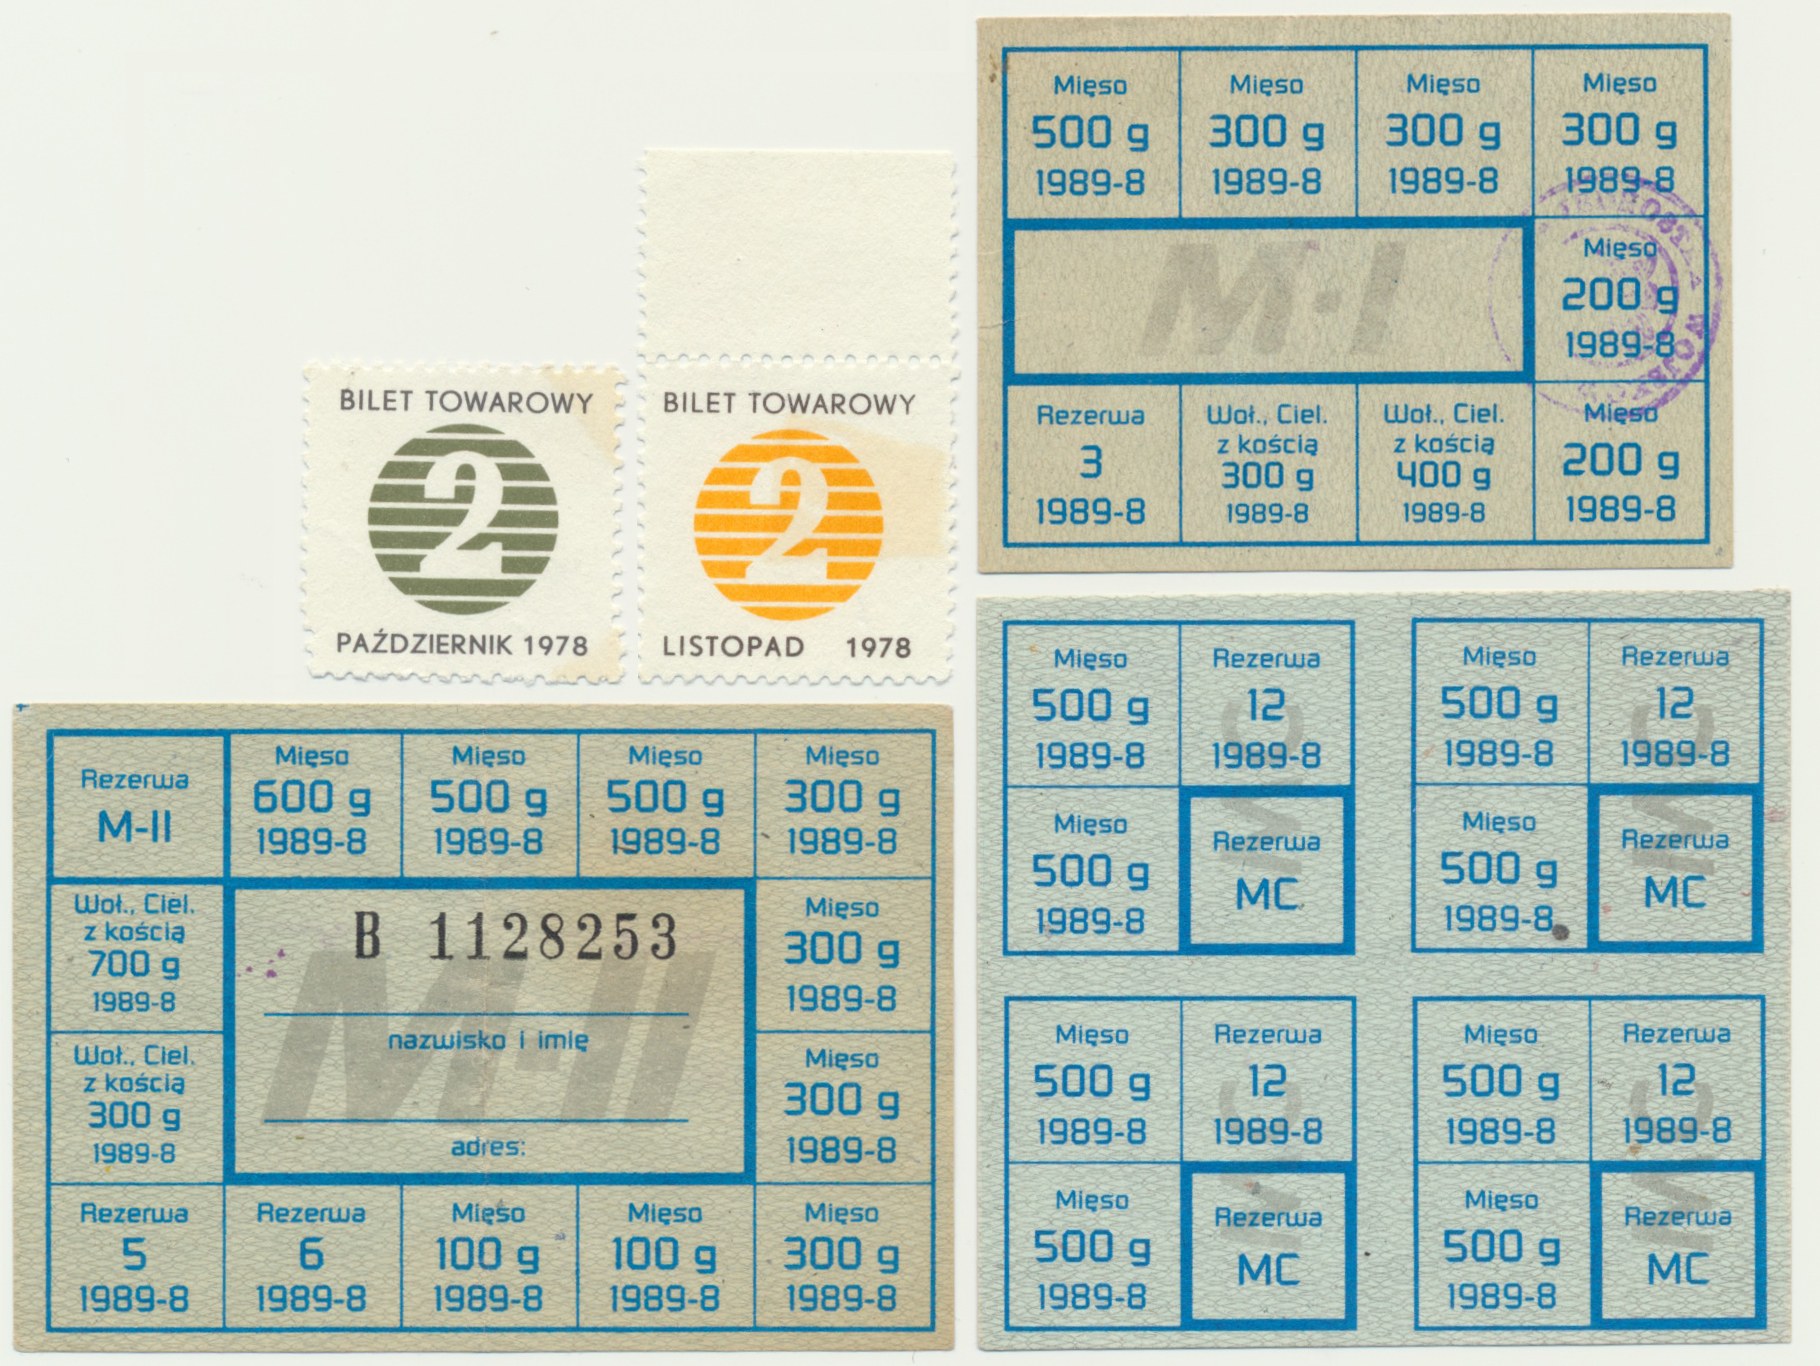 BILET TOWAROWY
2
PAŹDZIERNIK 1978
BILET TOWAROWY
2
LISTOPAD 1978
Mięso
500 g
1989-8
Mięso
300 g
1989-8
Mięso
300 g
1989-8
Mięso
300 g
1989-8
M-I
Mięso
200 g
1989-8
Rezerwa
3
1989-8
Woł., Ciel.
z kością
300 g
1989-8
Woł., Ciel.
z kością
400 g
1989-8
Mięso
200 g
1989-8
Rezerwa
M-II
Mięso
600 g
1989-8
Mięso
500 g
1989-8
Mięso
500 g
1989-8
Mięso
300 g
1989-8
Woł., Ciel.
z kością
700 g
1989-8
B 1128253
M-II
nazwisko i imię
adres:
Mięso
300 g
1989-8
Woł., Ciel.
z kością
300 g
1989-8
Mięso
300 g
1989-8
Rezerwa
5
1989-8
Rezerwa
6
1989-8
Mięso
100 g
1989-8
Mięso
100 g
1989-8
Mięso
300 g
1989-8
Mięso
500 g
1989-8
Rezerwa
12
1989-8
Mięso
500 g
1989-8
Rezerwa
MC
MC
Mięso
500 g
1989-8
Rezerwa
12
1989-8
Mięso
500 g
1989-8
Rezerwa
MC
MC
Mięso
500 g
1989-8
Rezerwa
12
1989-8
Mięso
500 g
1989-8
Rezerwa
MC
MC
Mięso
500 g
1989-8
Rezerwa
12
1989-8
Mięso
500 g
1989-8
Rezerwa
MC
MC